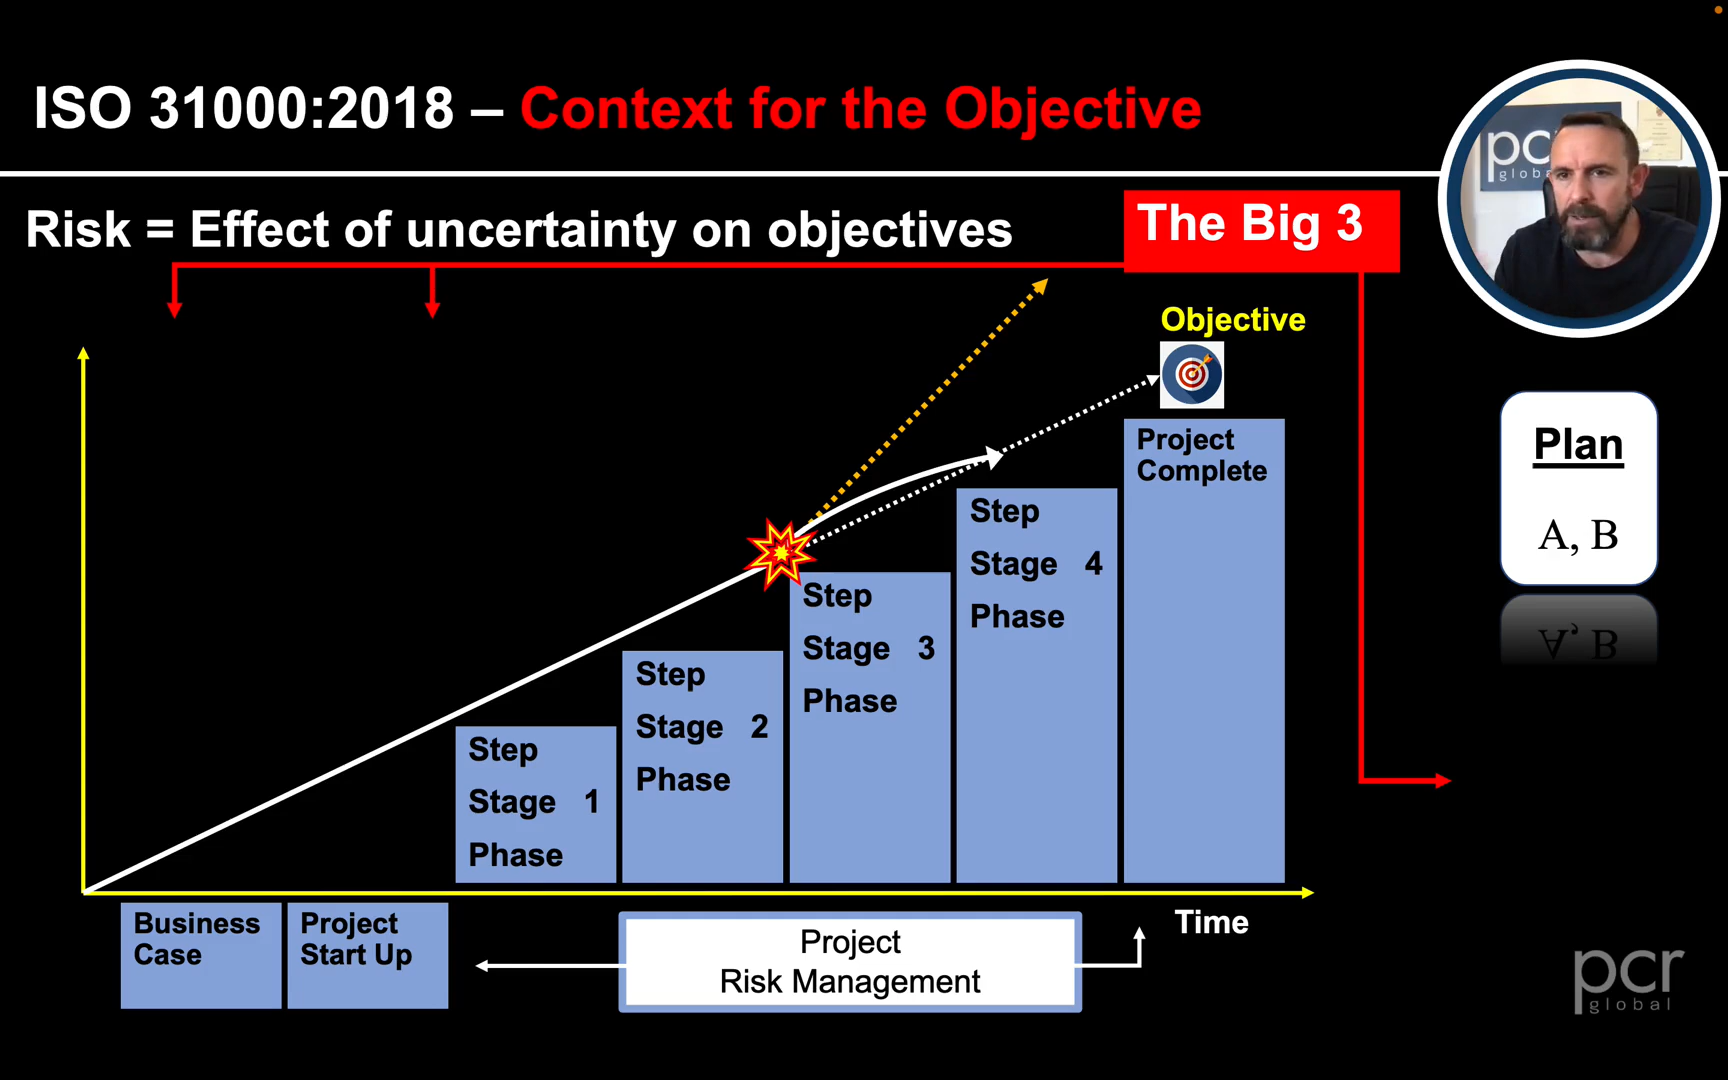 ISO 31000:2018 – Context for the Objective
pcr
global
Risk = Effect of uncertainty on objectives
The Big 3
Objective
Plan
A, B
Project
Complete
Step
Stage 4
Phase
Step
Stage 3
Phase
Step
Stage 2
Phase
Step
Stage 1
Phase
Business
Case
Project
Start Up
Project
Risk Management
Time
pcr
global